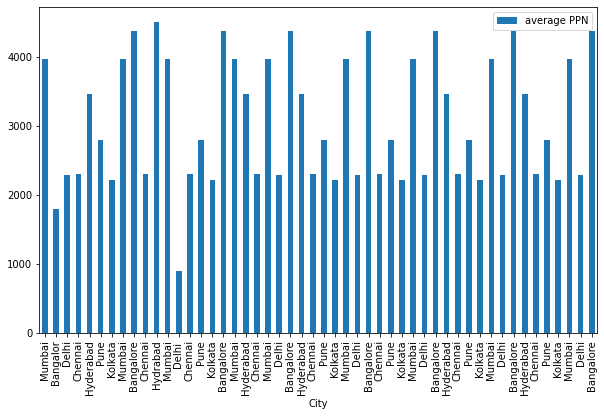 average PPN
4000
3000
2000
1000
0
Mumbai
Bangalor
Delhi
Chennai
Hyderabad
Pune
Kolkata
Mumbai
Bangalore
Chennai
Hydrabad
Mumbai
Delhi
Chennai
Pune
Kolkata
Bangalore
Mumbai
Hyderabad
Chennai
Mumbai
Delhi
Bangalore
Hyderabad
Chennai
Pune
Kolkata
Mumbai
Delhi
Bangalore
Chennai
Pune
Kolkata
Mumbai
Delhi
Bangalore
Hyderabad
Chennai
Pune
Kolkata
Mumbai
Delhi
Bangalore
Hyderabad
Chennai
Pune
Kolkata
Mumbai
Delhi
Bangalore
City